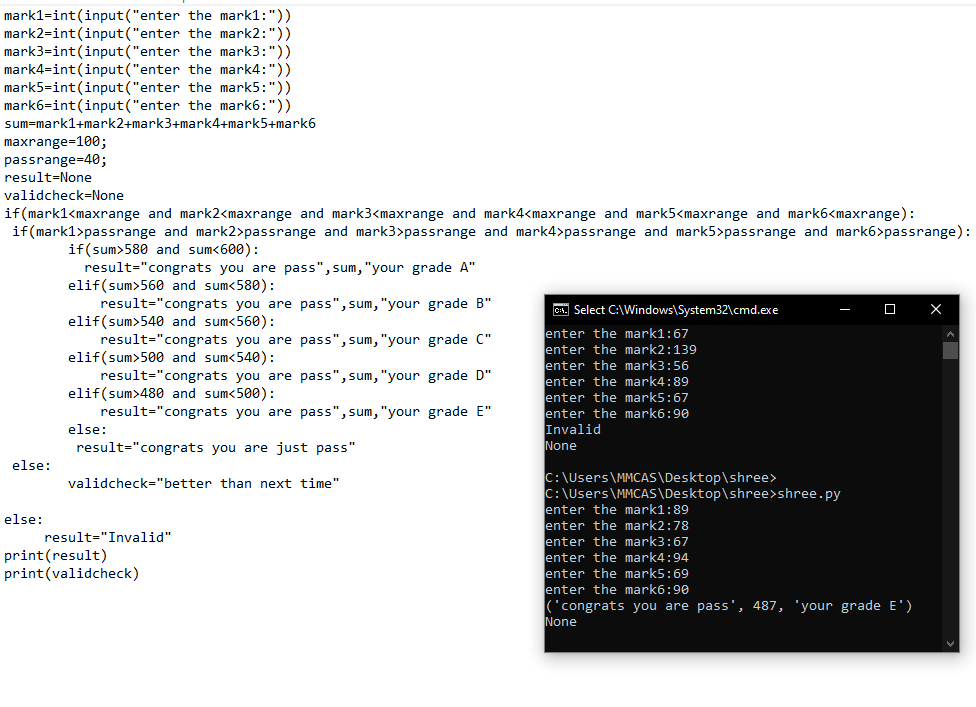 mark1=int(input("enter the mark1:"))
mark2=int(input("enter the mark2:"))
mark3=int(input("enter the mark3:"))
mark4=int(input("enter the mark4:"))
mark5=int(input("enter the mark5:"))
mark6=int(input("enter the mark6:"))
sum=mark1+mark2+mark3+mark4+mark5+mark6
maxrange=100;
passrange=40;
result=None
validcheck=None
if(mark1<maxrange and mark2<maxrange and mark3<maxrange and mark4<maxrange and mark5<maxrange and mark6<maxrange):
 if(mark1>passrange and mark2>passrange and mark3>passrange and mark4>passrange and mark5>passrange and mark6>passrange):
        if(sum>580 and sum<600):
          result="congrats you are pass",sum,"your grade A"
        elif(sum>560 and sum<580):
            result="congrats you are pass",sum,"your grade B"
        elif(sum>540 and sum<560):
            result="congrats you are pass",sum,"your grade C"
        elif(sum>500 and sum<540):
            result="congrats you are pass",sum,"your grade D"
        elif(sum>480 and sum<500):
            result="congrats you are pass",sum,"your grade E"
        else:
         result="congrats you are just pass"
 else:
        validcheck="better than next time"
else:
     result="Invalid"
print(result)
print(validcheck)
Select C:\Windows\System32\cmd.exe
enter the mark1:67
enter the mark2:139
enter the mark3:56
enter the mark4:89
enter the mark5:67
enter the mark6:90
Invalid
None
C:\Users\MMCAS\Desktop\shree>
C:\Users\MMCAS\Desktop\shree>shree.py
enter the mark1:89
enter the mark2:78
enter the mark3:67
enter the mark4:94
enter the mark5:69
enter the mark6:90
('congrats you are pass', 487, 'your grade E')
None